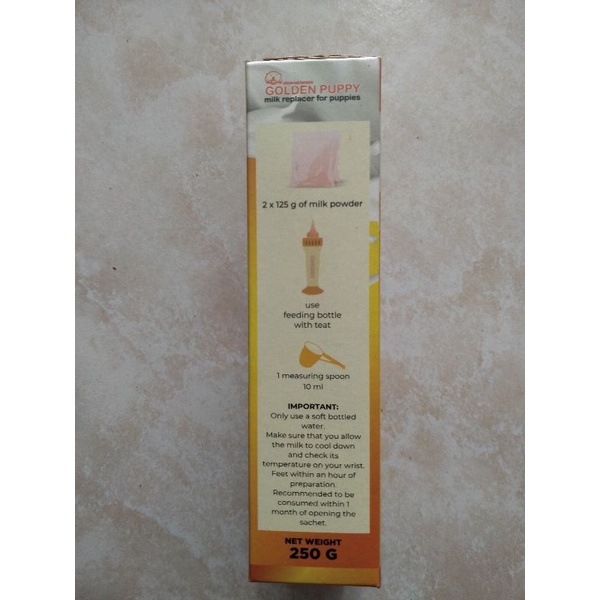 GOLDEN PUPPY
milk replacer for puppies
2 x 125 g of milk powder
use
feeding bottle
with teat
1 measuring spoon
10 ml
IMPORTANT:
Only use a soft bottled
water.
Make sure that you allow
the milk to cool down
and check its
temperature on your wrist.
Feet within an hour of
preparation.
Recommended to be
consumed within 1
month of opening the
sachet.
NET WEIGHT
250 G